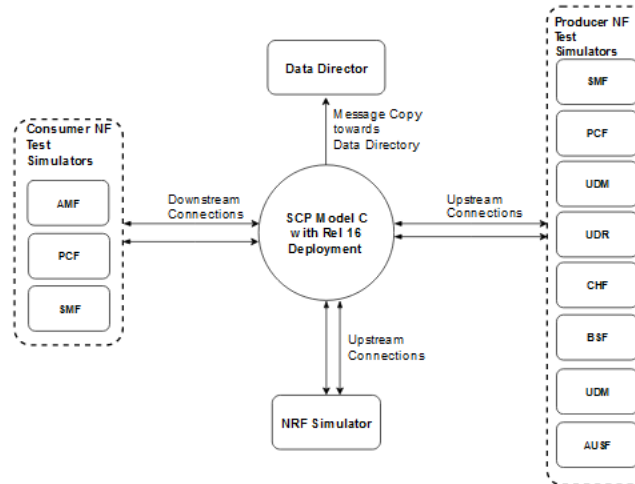 Data Director
Message Copy
towards
Data Directory
Consumer NF
Test
Simulators
AMF
PCF
SMF
Downstream
Connections
SCP Model C
with Rel 16
Deployment
Upstream
Connections
Upstream
Connections
NRF Simulator
Producer NF
Test
Simulators
SMF
PCF
UDM
UDR
CHF
BSF
UDM
AUSF